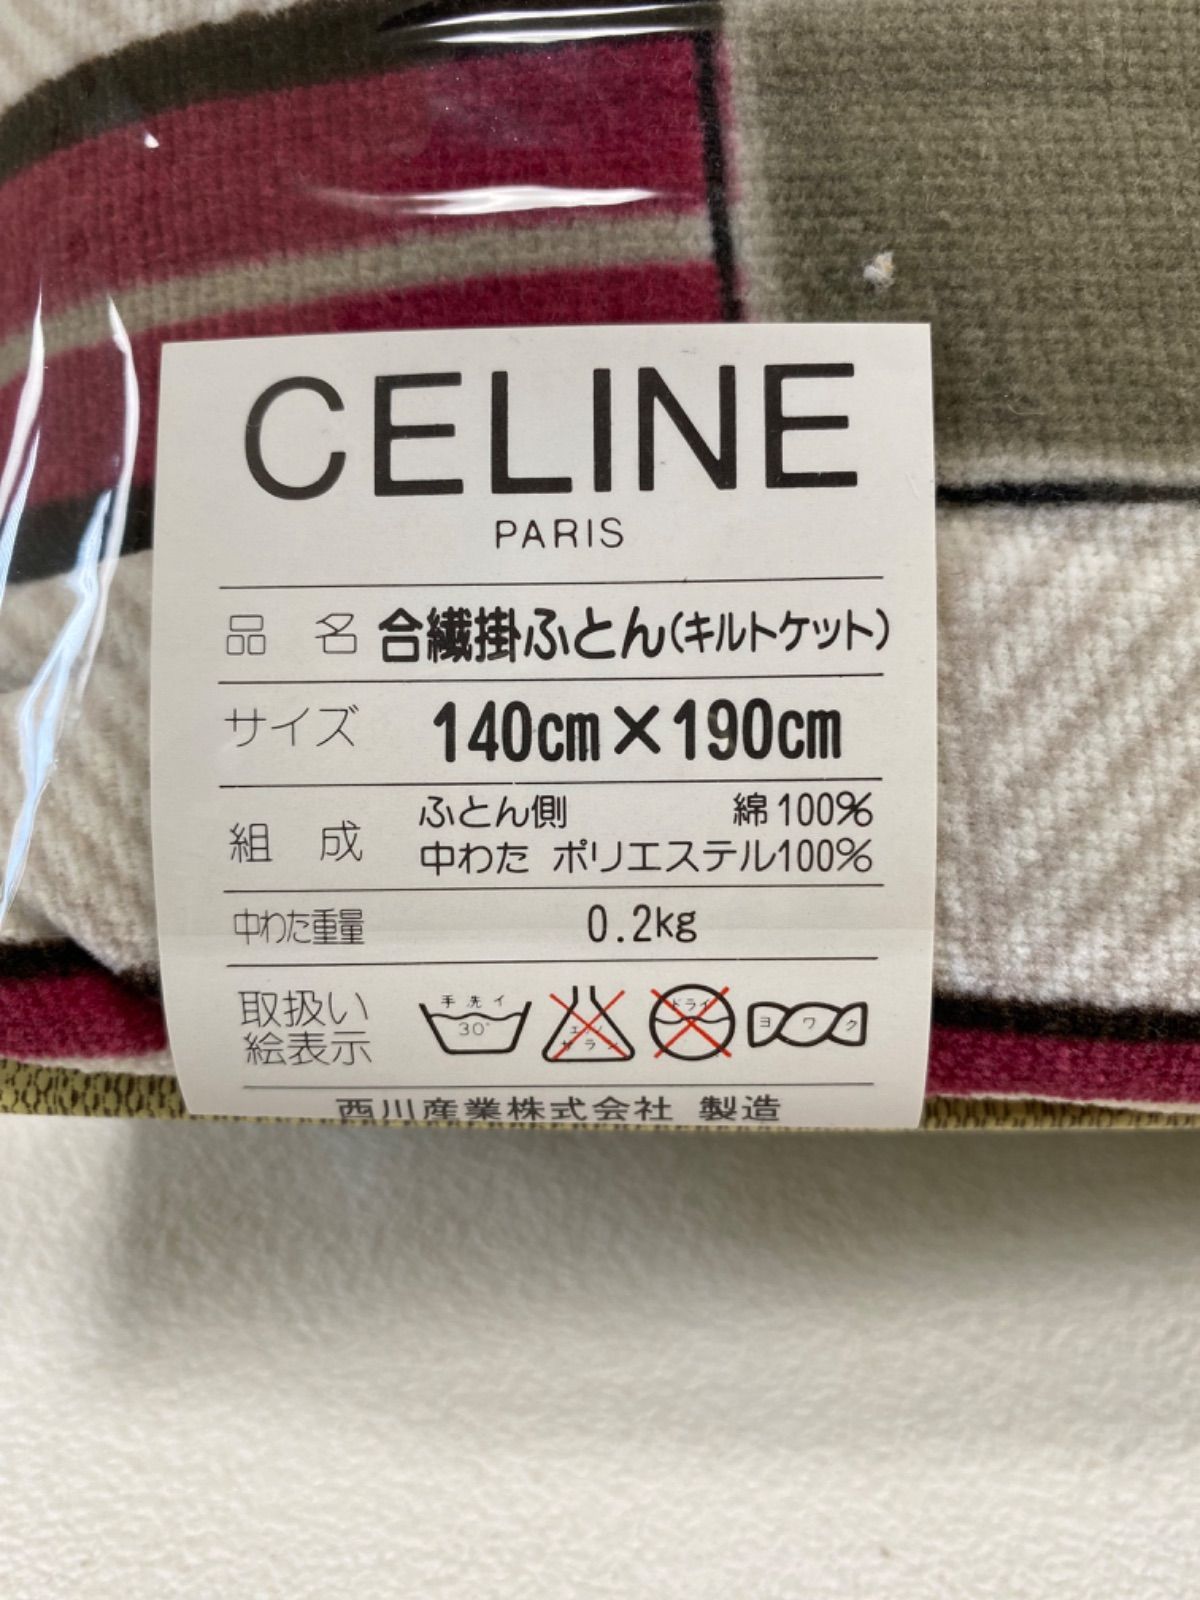 CELINE
PARIS
品 名 合繊掛ふとん(キルトケット)
サイズ 140cm×190cm
組 成 ふとん側 綿100%
中わた ポリエステル100%
中わた重量 0.2kg
取扱い
絵表示
手洗イ
30°
エンソ
サラシ
ドライ
ヨワク
西川産業株式会社 製造